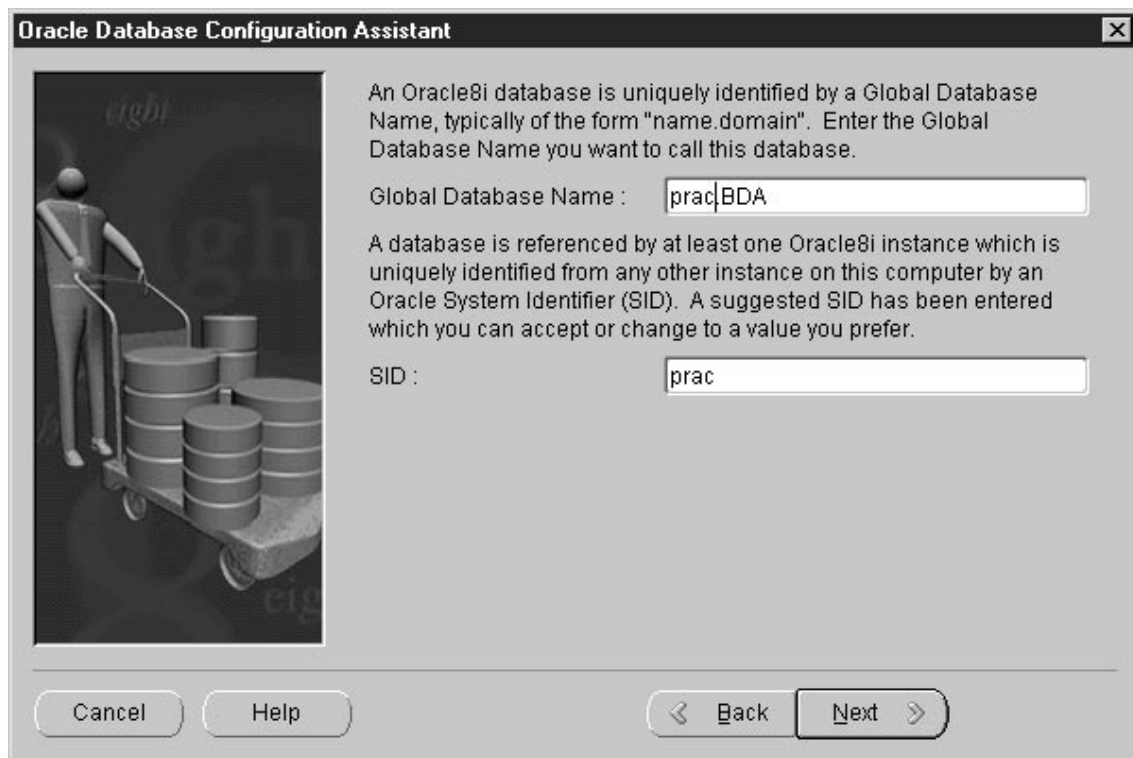 Oracle Database Configuration Assistant
eight
An Oracle8i database is uniquely identified by a Global Database
Name, typically of the form "name.domain". Enter the Global
Database Name you want to call this database.
Global Database Name : prac.BDA
A database is referenced by at least one Oracle8i instance which is
uniquely identified from any other instance on this computer by an
Oracle System Identifier (SID). A suggested SID has been entered
which you can accept or change to a value you prefer.
SID : prac
Cancel Help Back Next